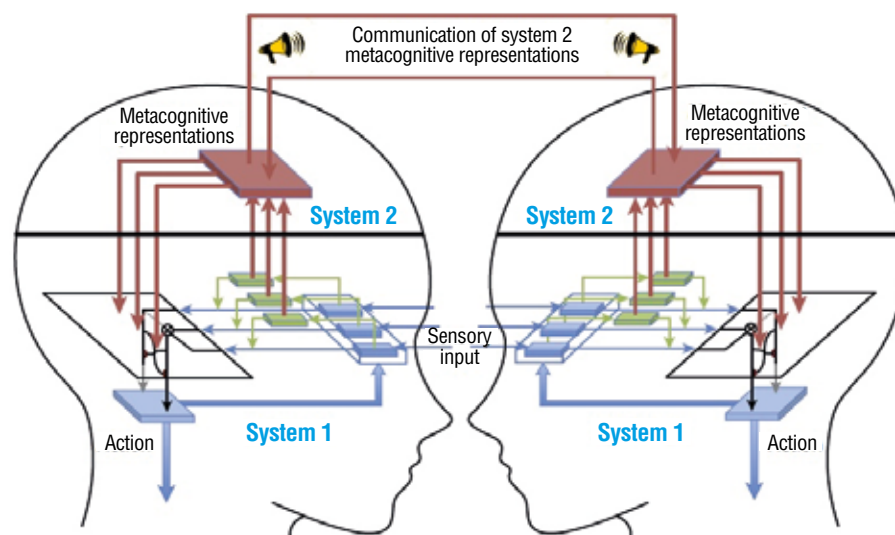 Communication of system 2
metacognitive representations
Metacognitive
representations
Metacognitive
representations
System 2
System 2
Sensory
input
System 1
System 1
Action
Action